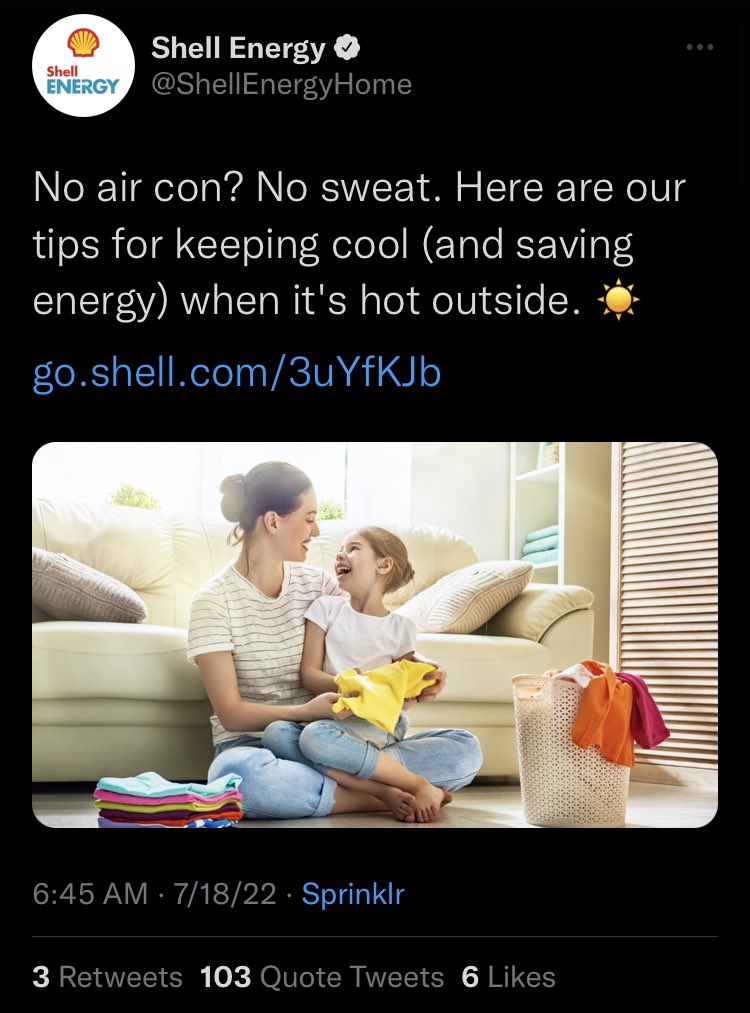 Shell
ENERGY
Shell Energy
@ShellEnergyHome
No air con? No sweat. Here are our
tips for keeping cool (and saving
energy) when it's hot outside. ☀️
go.shell.com/3uYfKJb
6:45 AM · 7/18/22 · Sprinklr
3 Retweets 103 Quote Tweets 6 Likes